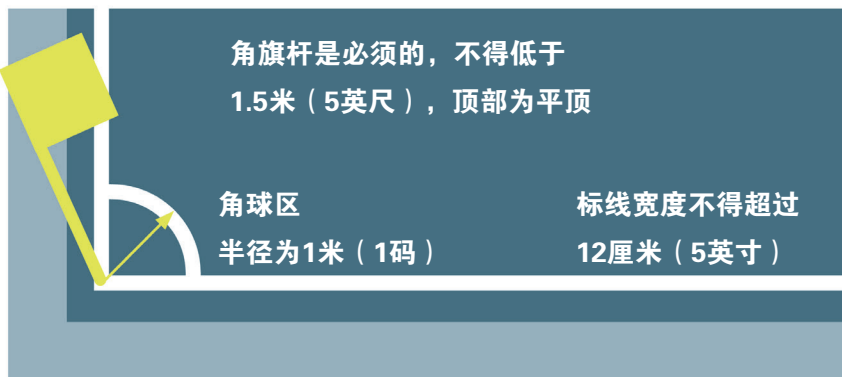 角旗杆是必须的，不得低于
1.5米（5英尺），顶部为平顶
角球区
半径为1米（1码）
标线宽度不得超过
12厘米（5英寸）